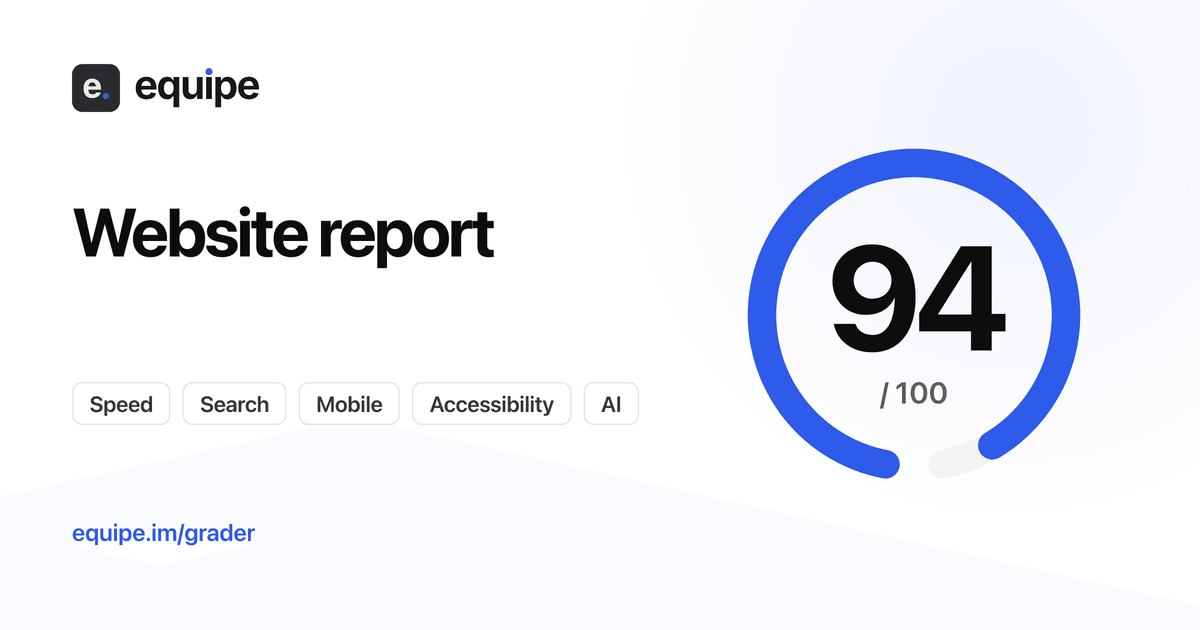 e.
equipe
Website report
Speed
Search
Mobile
Accessibility
AI
equipe.im/grader
94
/ 100